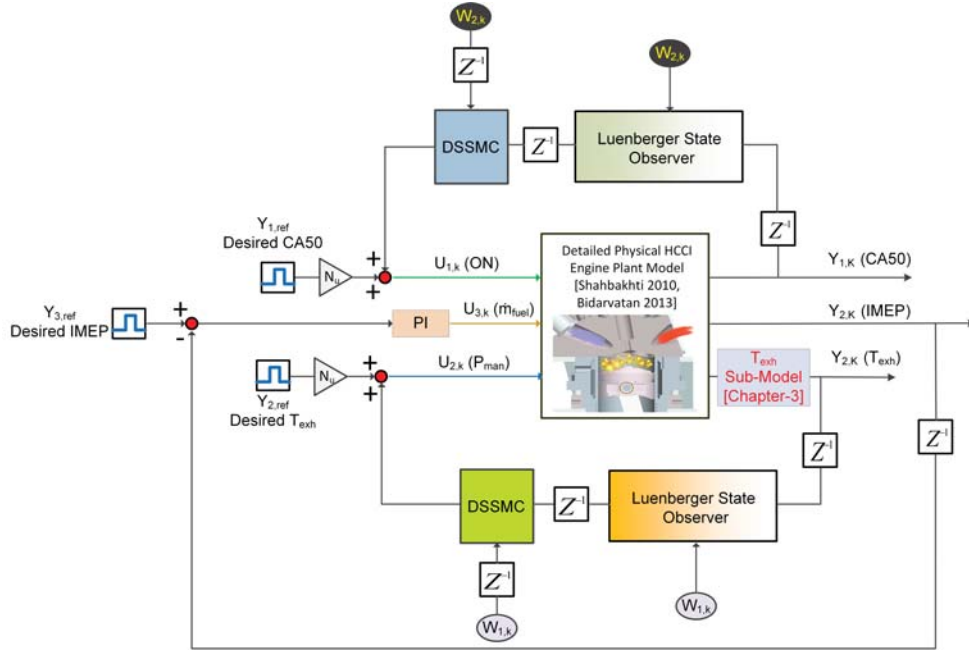 W2,k
Z-1
W2,k
DSSMC
Z-1
Luenberger State
Observer
Z-1
Y1,ref
Desired CA50
Nu
+
+
U1,k (ON)
Detailed Physical HCCI
Engine Plant Model
[Shahbakhti 2010,
Bidarvatan 2013]
Y1,K (CA50)
Y3,ref
Desired IMEP
+
-
PI
U3,k (ṁfuel)
Y2,K (IMEP)
Nu
+
+
U2,k (Pman)
Texh
Sub-Model
[Chapter-3]
Y2,K (Texh)
Y2,ref
Desired Texh
Z-1
Z-1
DSSMC
Z-1
Luenberger State
Observer
Z-1
W1,k
W1,k